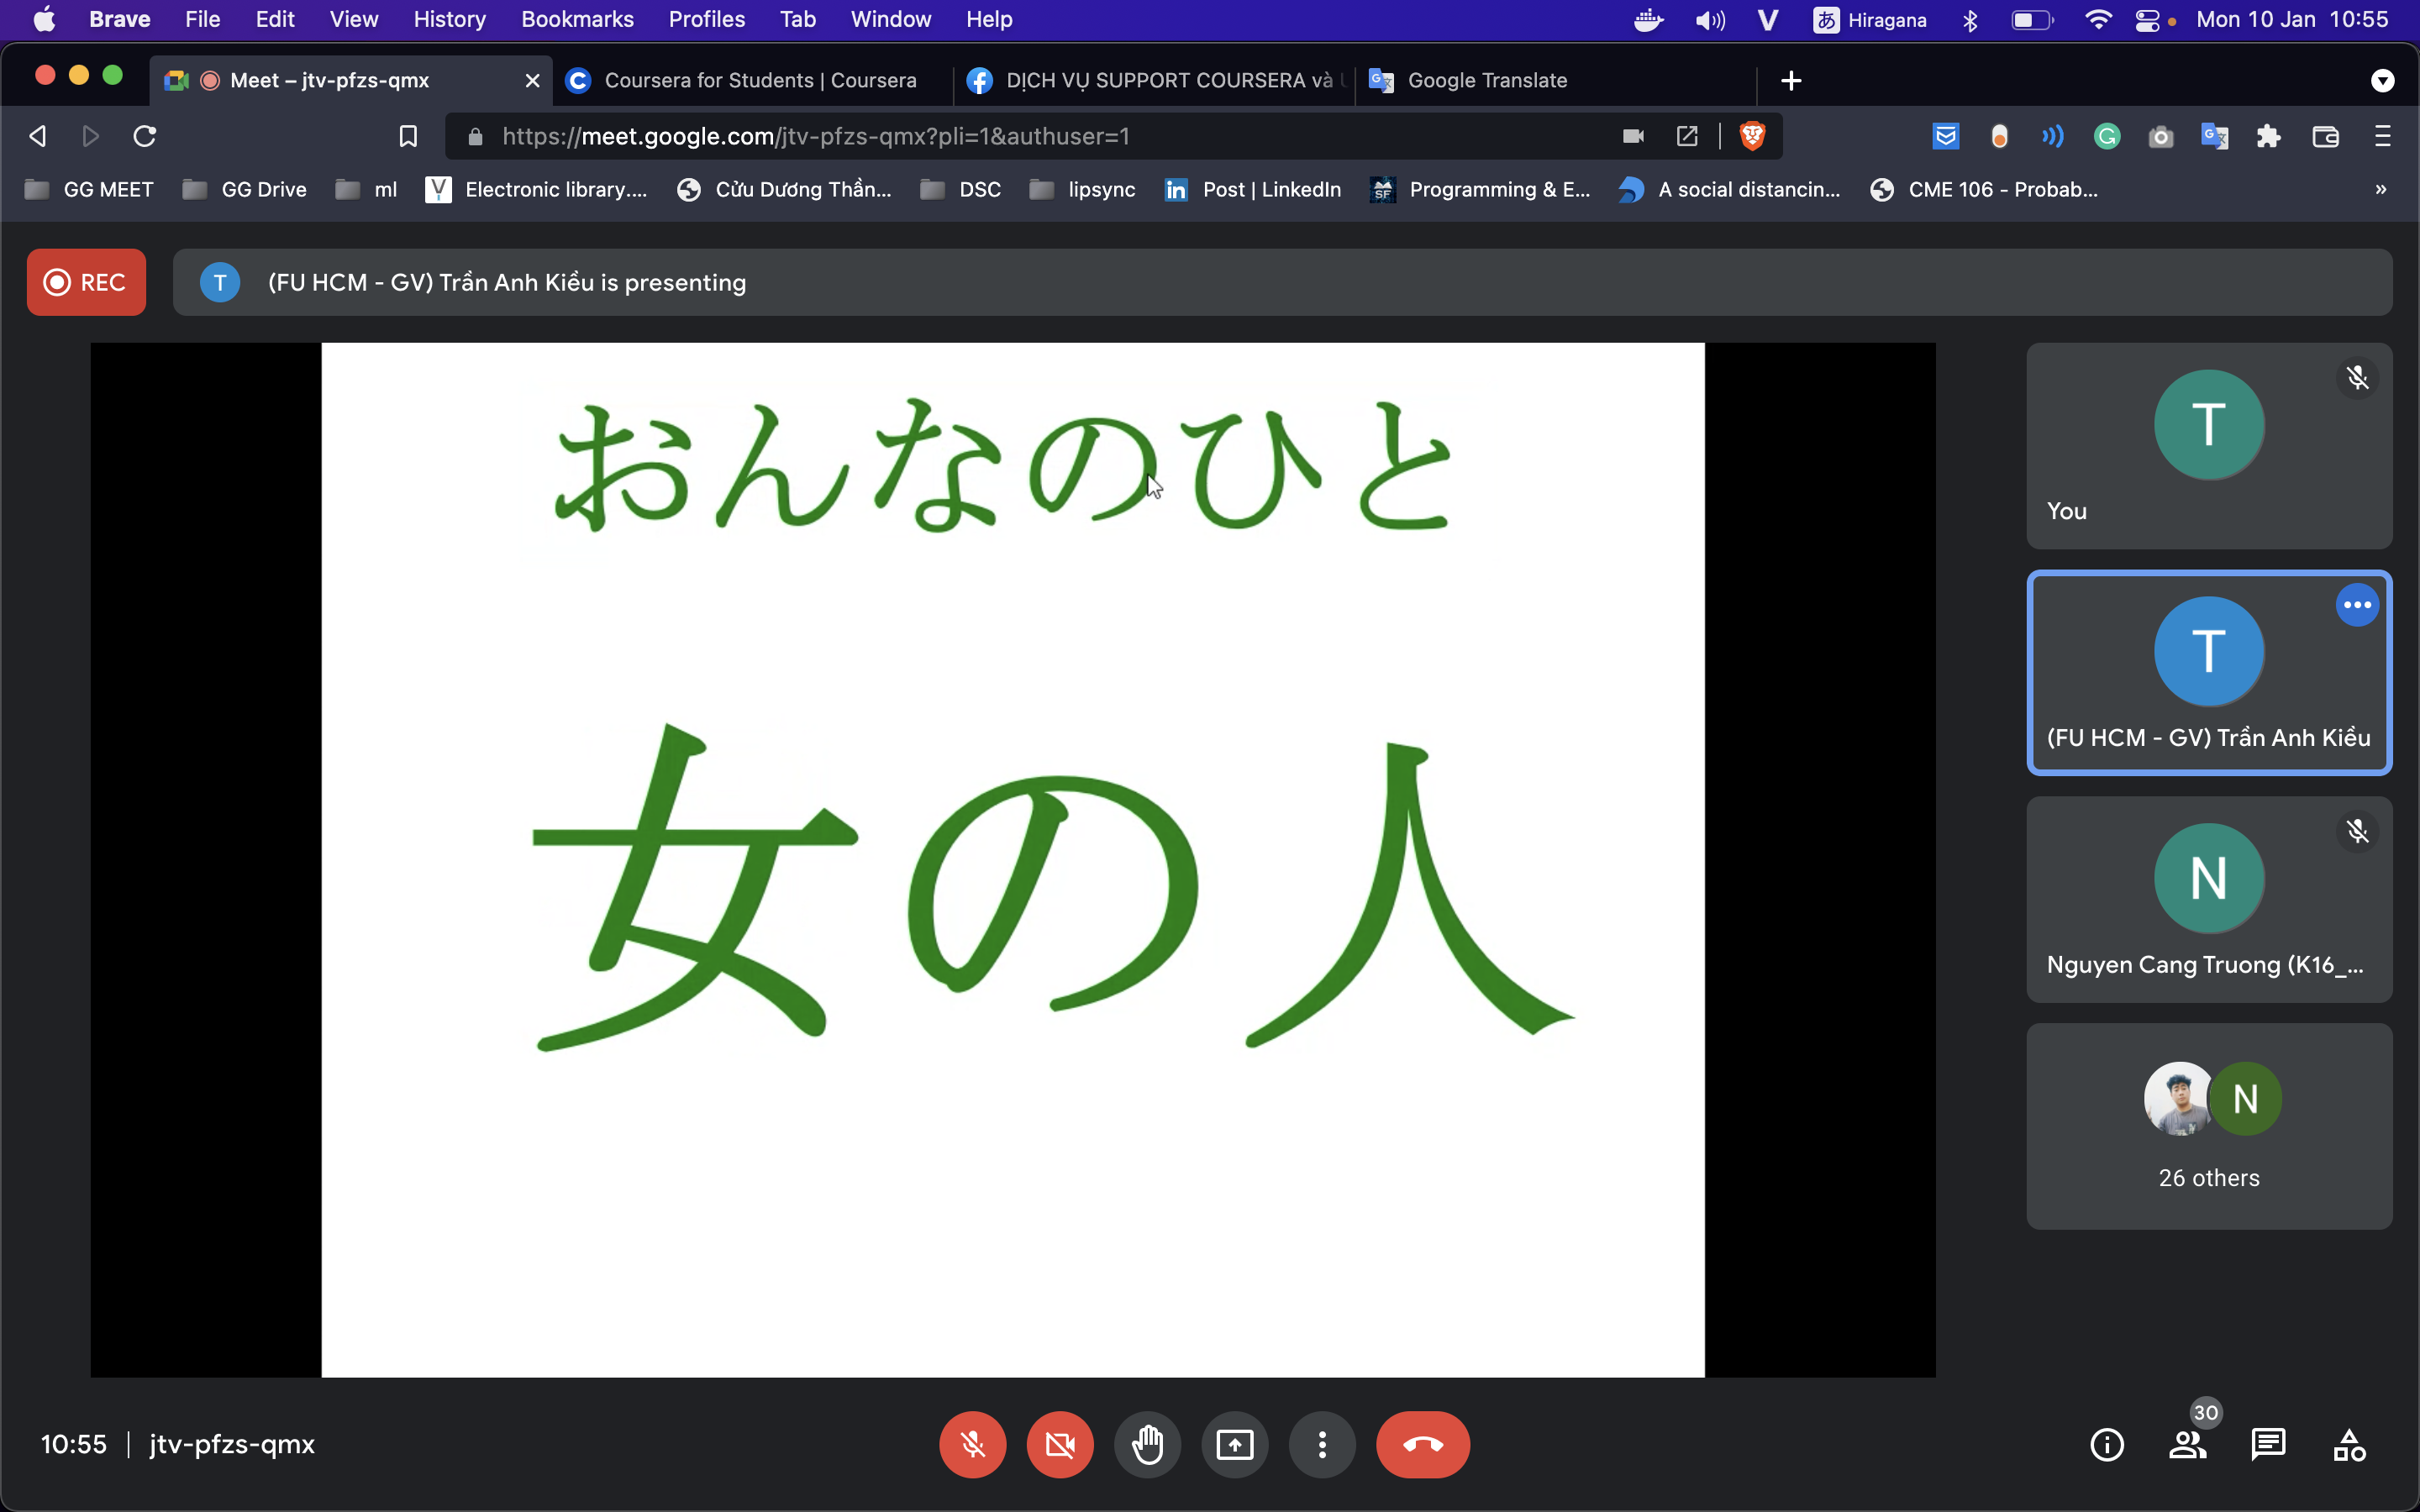 Brave File Edit View History Bookmarks Profiles Tab Window Help V あ Hiragana Mon 10 Jan 10:55
Meet – jtv-pfzs-qmx Coursera for Students | Coursera DỊCH VỤ SUPPORT COURSERA và Google Translate
https://meet.google.com/jtv-pfzs-qmx?pli=1&authuser=1
GG MEET GG Drive ml Electronic library.... Cửu Dương Thần... DSC lipsync Post | LinkedIn Programming & E... A social distancin... CME 106 - Probab... »
REC T (FU HCM - GV) Trần Anh Kiều is presenting
おんなのひと
女の人
T
You
T
(FU HCM - GV) Trần Anh Kiều
N
Nguyen Cang Truong (K16_...
N
26 others
10:55 | jtv-pfzs-qmx
30